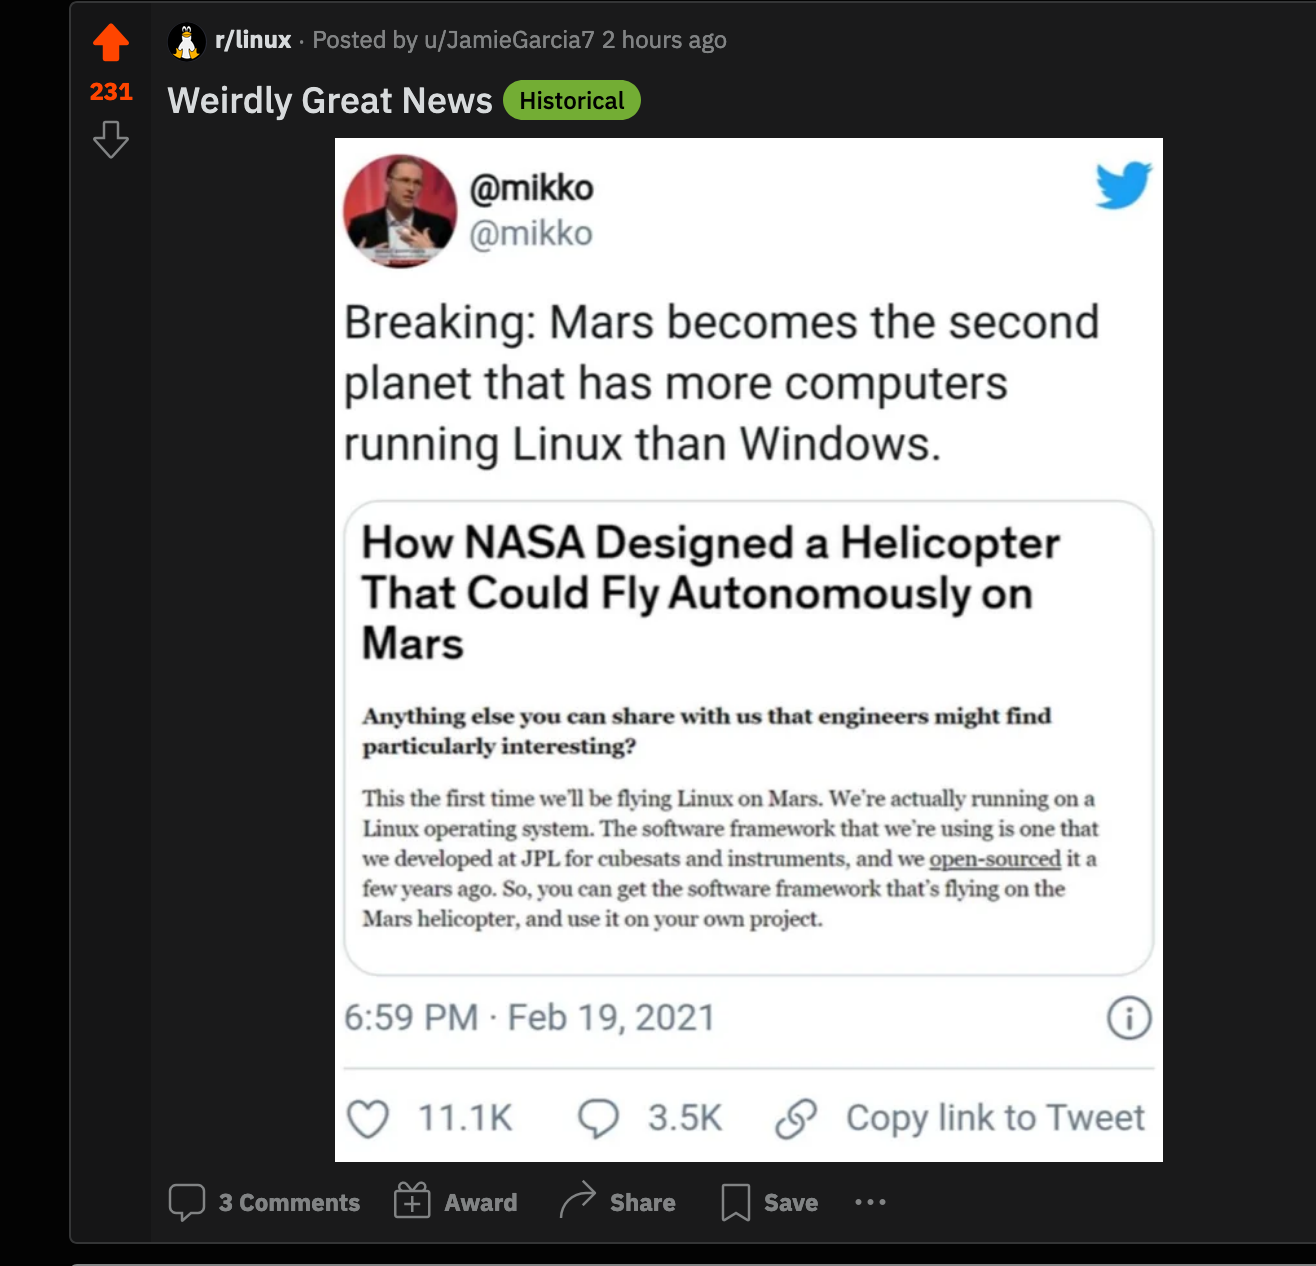 r/linux · Posted by u/JamieGarcia7 2 hours ago
231
Weirdly Great News Historical
@mikko
@mikko
Breaking: Mars becomes the second
planet that has more computers
running Linux than Windows.
How NASA Designed a Helicopter
That Could Fly Autonomously on
Mars
Anything else you can share with us that engineers might find
particularly interesting?
This the first time we'll be flying Linux on Mars. We're actually running on a
Linux operating system. The software framework that we're using is one that
we developed at JPL for cubesats and instruments, and we open-sourced it a
few years ago. So, you can get the software framework that's flying on the
Mars helicopter, and use it on your own project.
6:59 PM · Feb 19, 2021
11.1K 3.5K Copy link to Tweet
3 Comments Award Share Save